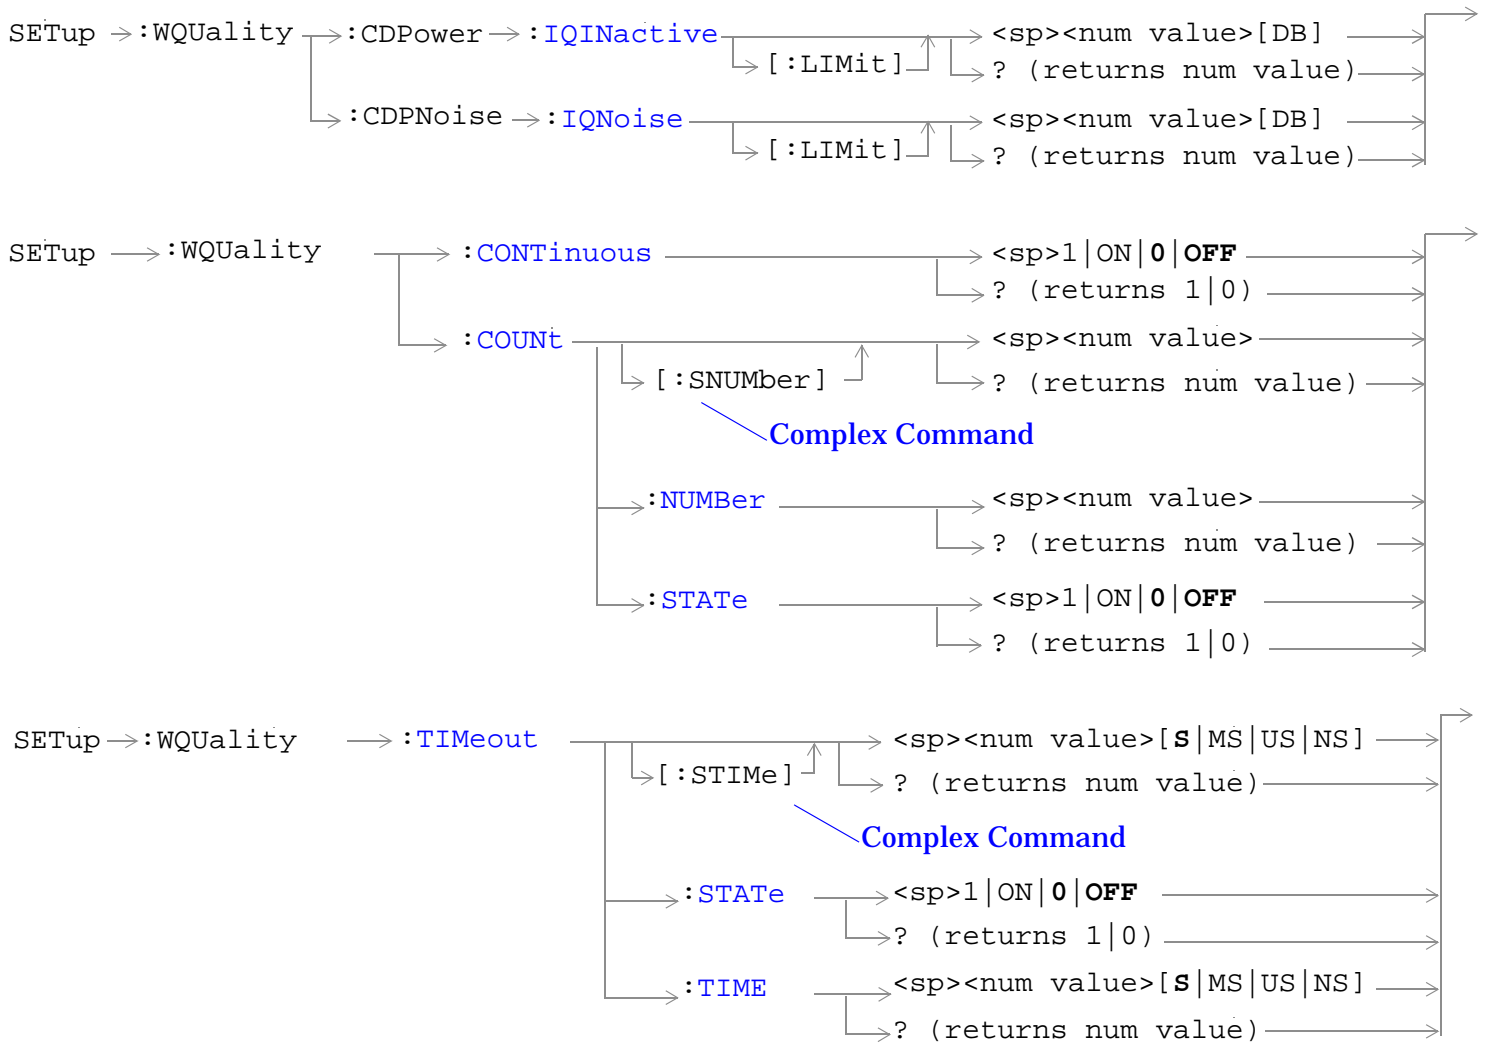 SETup :WQUality :CDPower :IQINactive <sp><num value>[DB]
[:LIMit] ? (returns num value)
:CDPNoise :IQNoise <sp><num value>[DB]
[:LIMit] ? (returns num value)
SETup :WQUality :CONTinuous <sp>1|ON|0|OFF
? (returns 1|0)
:COUNt <sp><num value>
[:SNUMber] ? (returns num value)
Complex Command
:NUMBer <sp><num value>
? (returns num value)
:STATe <sp>1|ON|0|OFF
? (returns 1|0)
SETup :WQUality :TIMeout <sp><num value>[S|MS|US|NS]
[:STIMe] ? (returns num value)
Complex Command
:STATe <sp>1|ON|0|OFF
? (returns 1|0)
:TIME <sp><num value>[S|MS|US|NS]
? (returns num value)